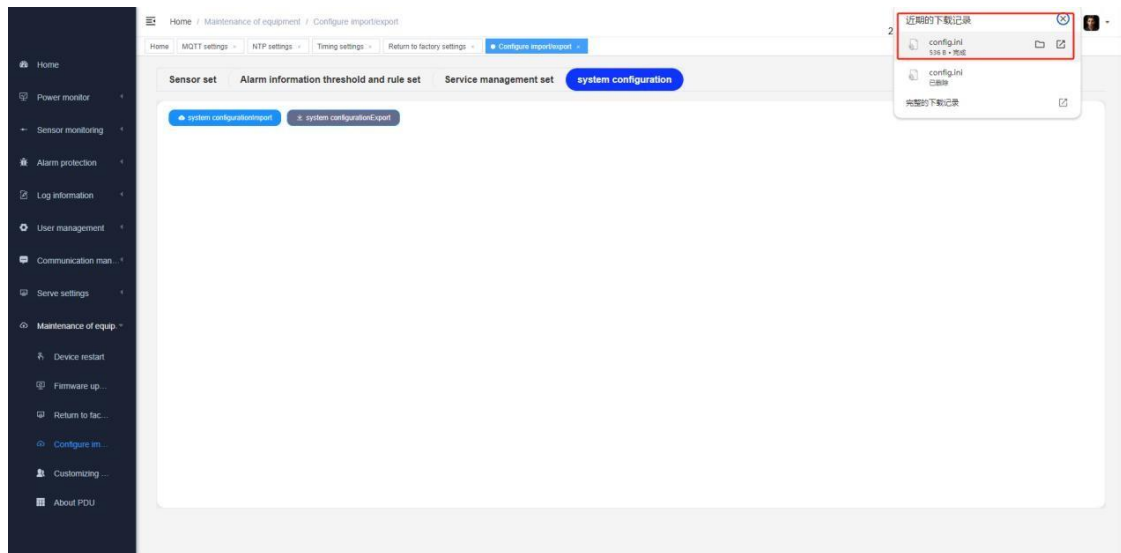 Home / Maintenance of equipment / Configure import/export
2
Home MQTT settings × NTP settings × Timing settings × Return to factory settings × Configure import/export ×
近期的下载记录
config.ini
536 B • 完成
config.ini
已删除
完整的下载记录
Home
Power monitor
Sensor monitoring
Alarm protection
Log information
User management
Communication man...
Serve settings
Maintenance of equip.
Device restart
Firmware up...
Return to fac...
Configure im...
Customizing ...
About PDU
Sensor set Alarm information threshold and rule set Service management set system configuration
system configurationImport system configurationExport